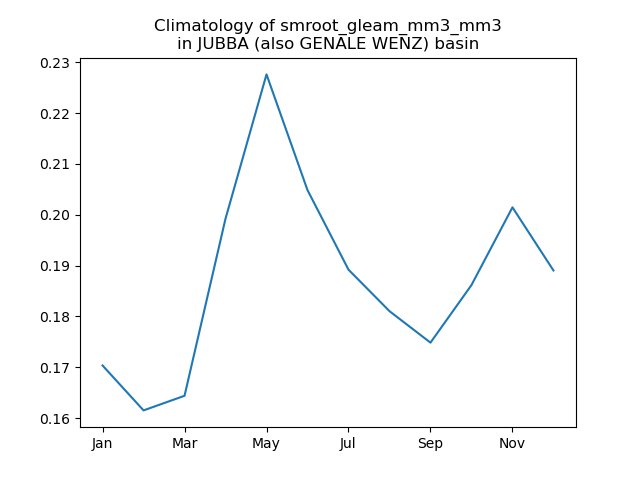 Climatology of smroot_gleam_mm3_mm3
in JUBBA (also GENALE WENZ) basin
0.23
0.22
0.21
0.20
0.19
0.18
0.17
0.16
Jan Mar May Jul Sep Nov